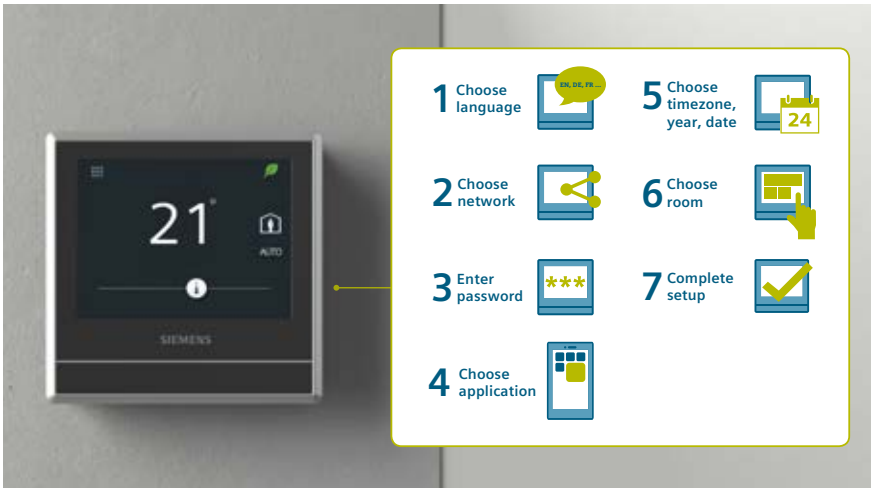 21°
AUTO
SIEMENS
1 Choose
language
EN, DE, FR ...
2 Choose
network
3 Enter
password
***
4 Choose
application
5 Choose
timezone,
year, date
24
6 Choose
room
7 Complete
setup